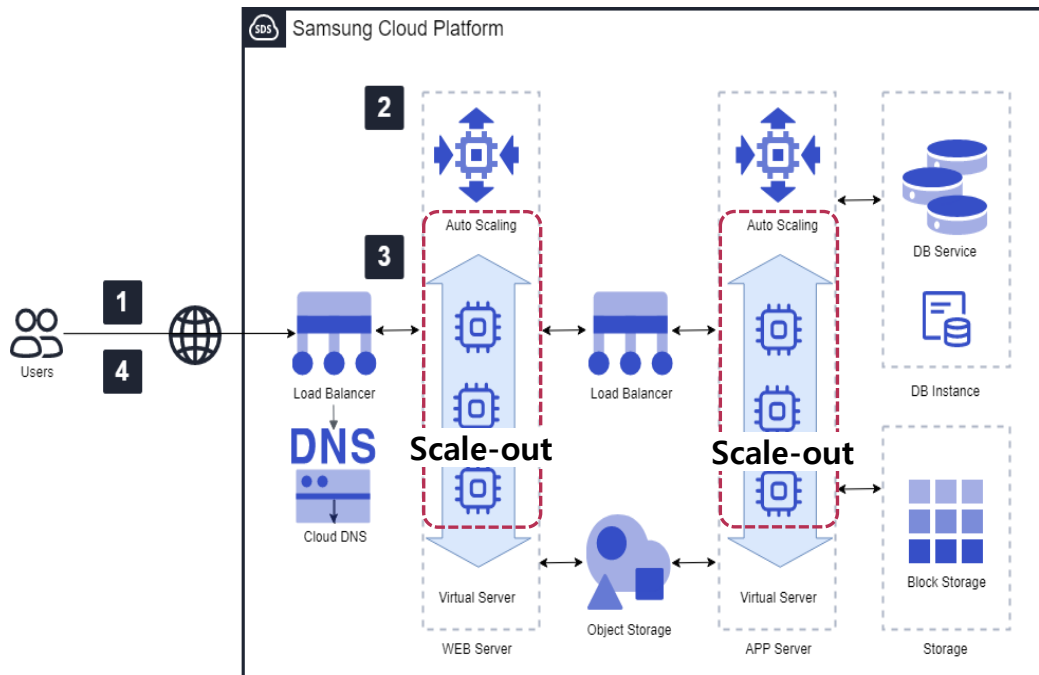 SDS
Samsung Cloud Platform
2
Auto Scaling
Auto Scaling
DB Service
3
1
Users
4
Load Balancer
Load Balancer
DB Instance
DNS
Scale-out
Scale-out
Cloud DNS
Block Storage
Virtual Server
Virtual Server
Object Storage
WEB Server
APP Server
Storage